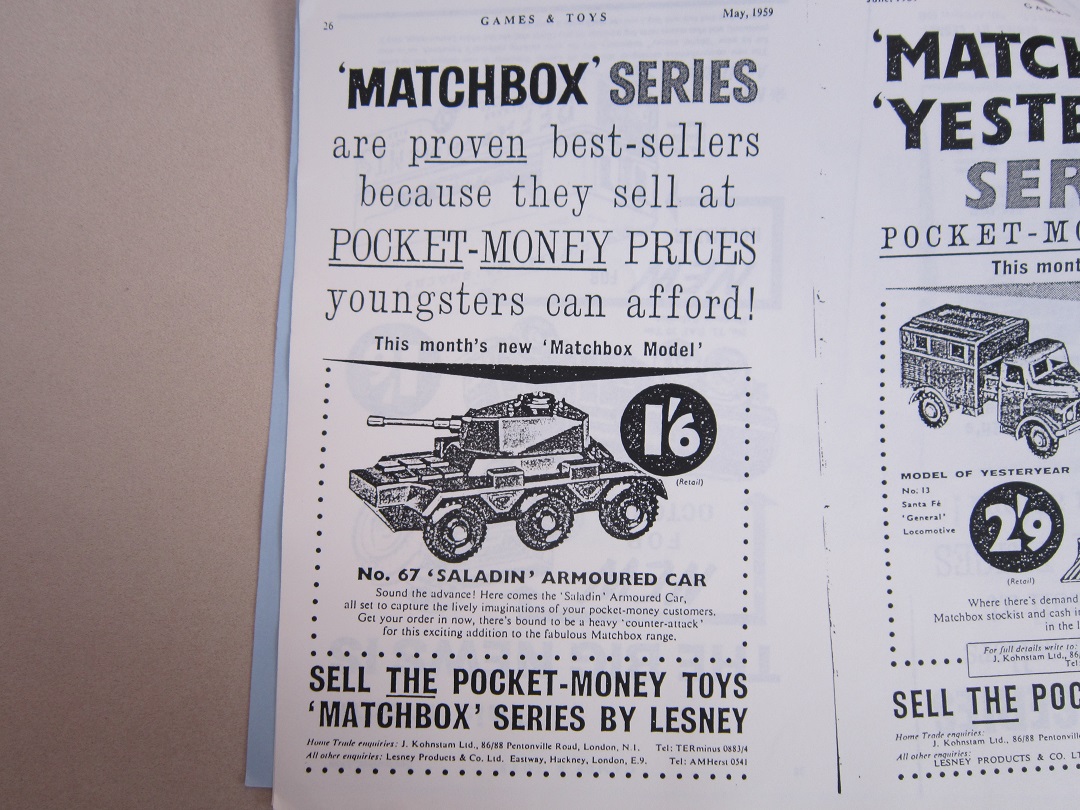 26
GAMES & TOYS
May, 1959
'MATCHBOX' SERIES
are proven best-sellers
because they sell at
POCKET-MONEY PRICES
youngsters can afford!
This month's new 'Matchbox Model'
1'6
(Retail)
No. 67 'SALADIN' ARMOURED CAR
Sound the advance! Here comes the 'Saladin' Armoured Car,
all set to capture the lively imaginations of your pocket-money customers.
Get your order in now, there's bound to be a heavy 'counter-attack'
for this exciting addition to the fabulous Matchbox range.
SELL THE POCKET-MONEY TOYS
'MATCHBOX' SERIES BY LESNEY
Home Trade enquiries: J. Kohnstam Ltd., 86/88 Pentonville Road, London, N.1. Tel: TERminus 0883/4
All other enquiries: Lesney Products & Co. Ltd. Eastway, Hackney, London, E.9. Tel: AMHerst 0541
'MATC
'YESTE
SER
POCKET-MO
This mont
MODEL OF YESTERYEAR
No. 13
Santa Fé
'General'
Locomotive
2'9
(Retail)
Where there's demand
Matchbox stockist and cash i
in the l
For full details write to:
J. Kohnstam Ltd., 86/
Tel
SELL THE POC
Home Trade enquiries:
J. Kohnstam Ltd., 86/88 Pentonville
All other enquiries:
LESNEY PRODUCTS & CO. LT